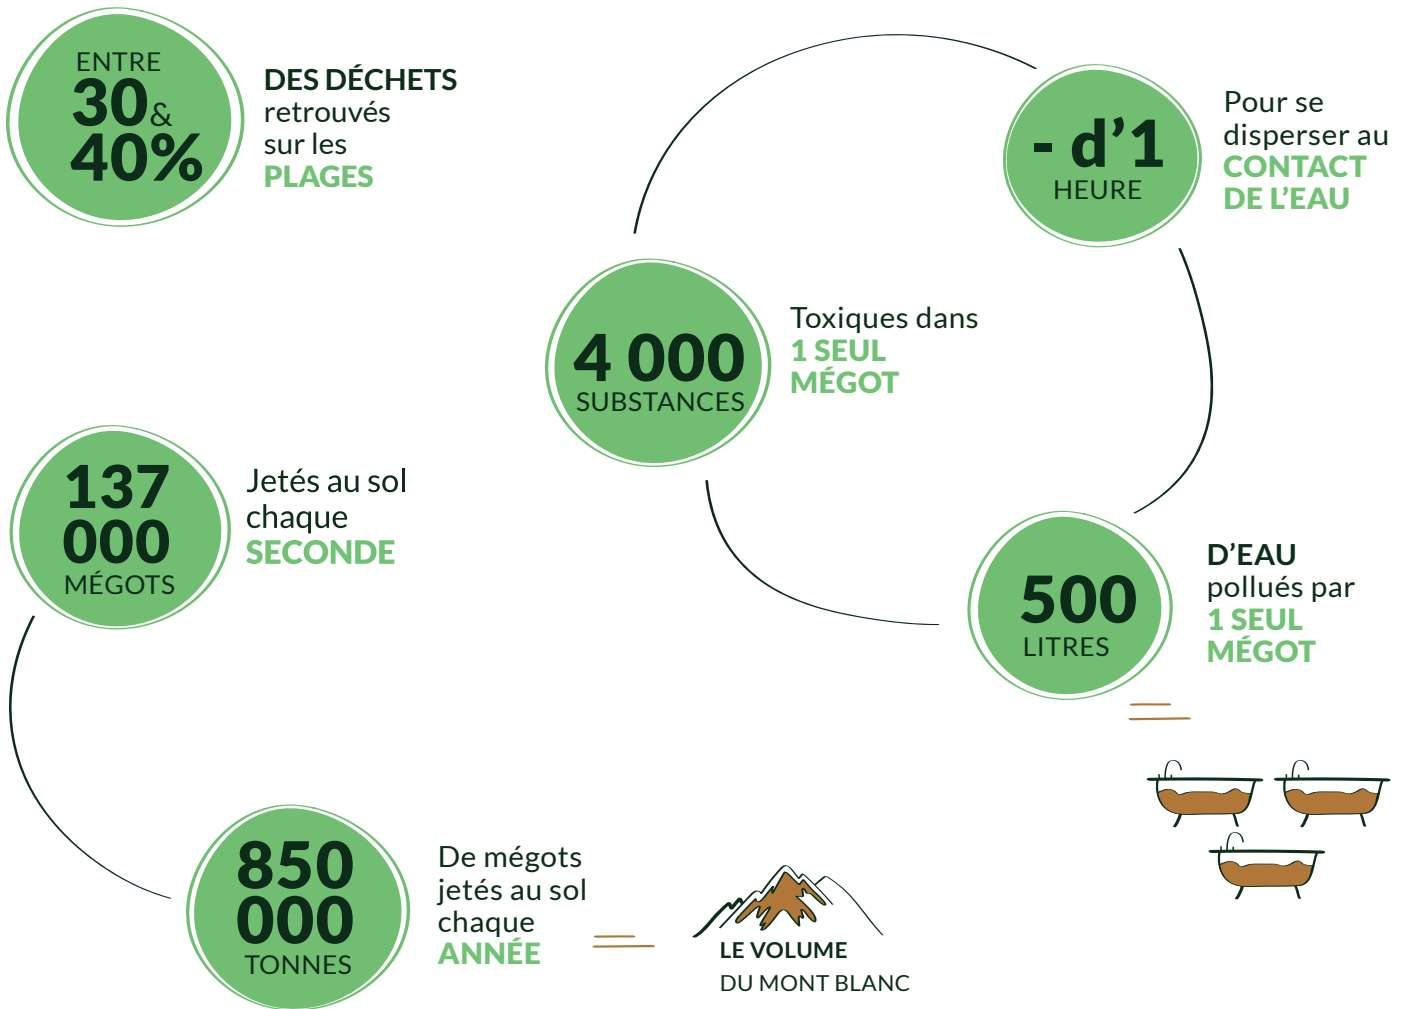 ENTRE
30&
40%
DES DÉCHETS
retrouvés
sur les
PLAGES
- d’1
HEURE
Pour se
disperser au
CONTACT
DE L’EAU
4 000
SUBSTANCES
Toxiques dans
1 SEUL
MÉGOT
137
000
MÉGOTS
Jetés au sol
chaque
SECONDE
500
LITRES
D’EAU
pollués par
1 SEUL
MÉGOT
850
000
TONNES
De mégots
jetés au sol
chaque
ANNÉE
LE VOLUME
DU MONT BLANC